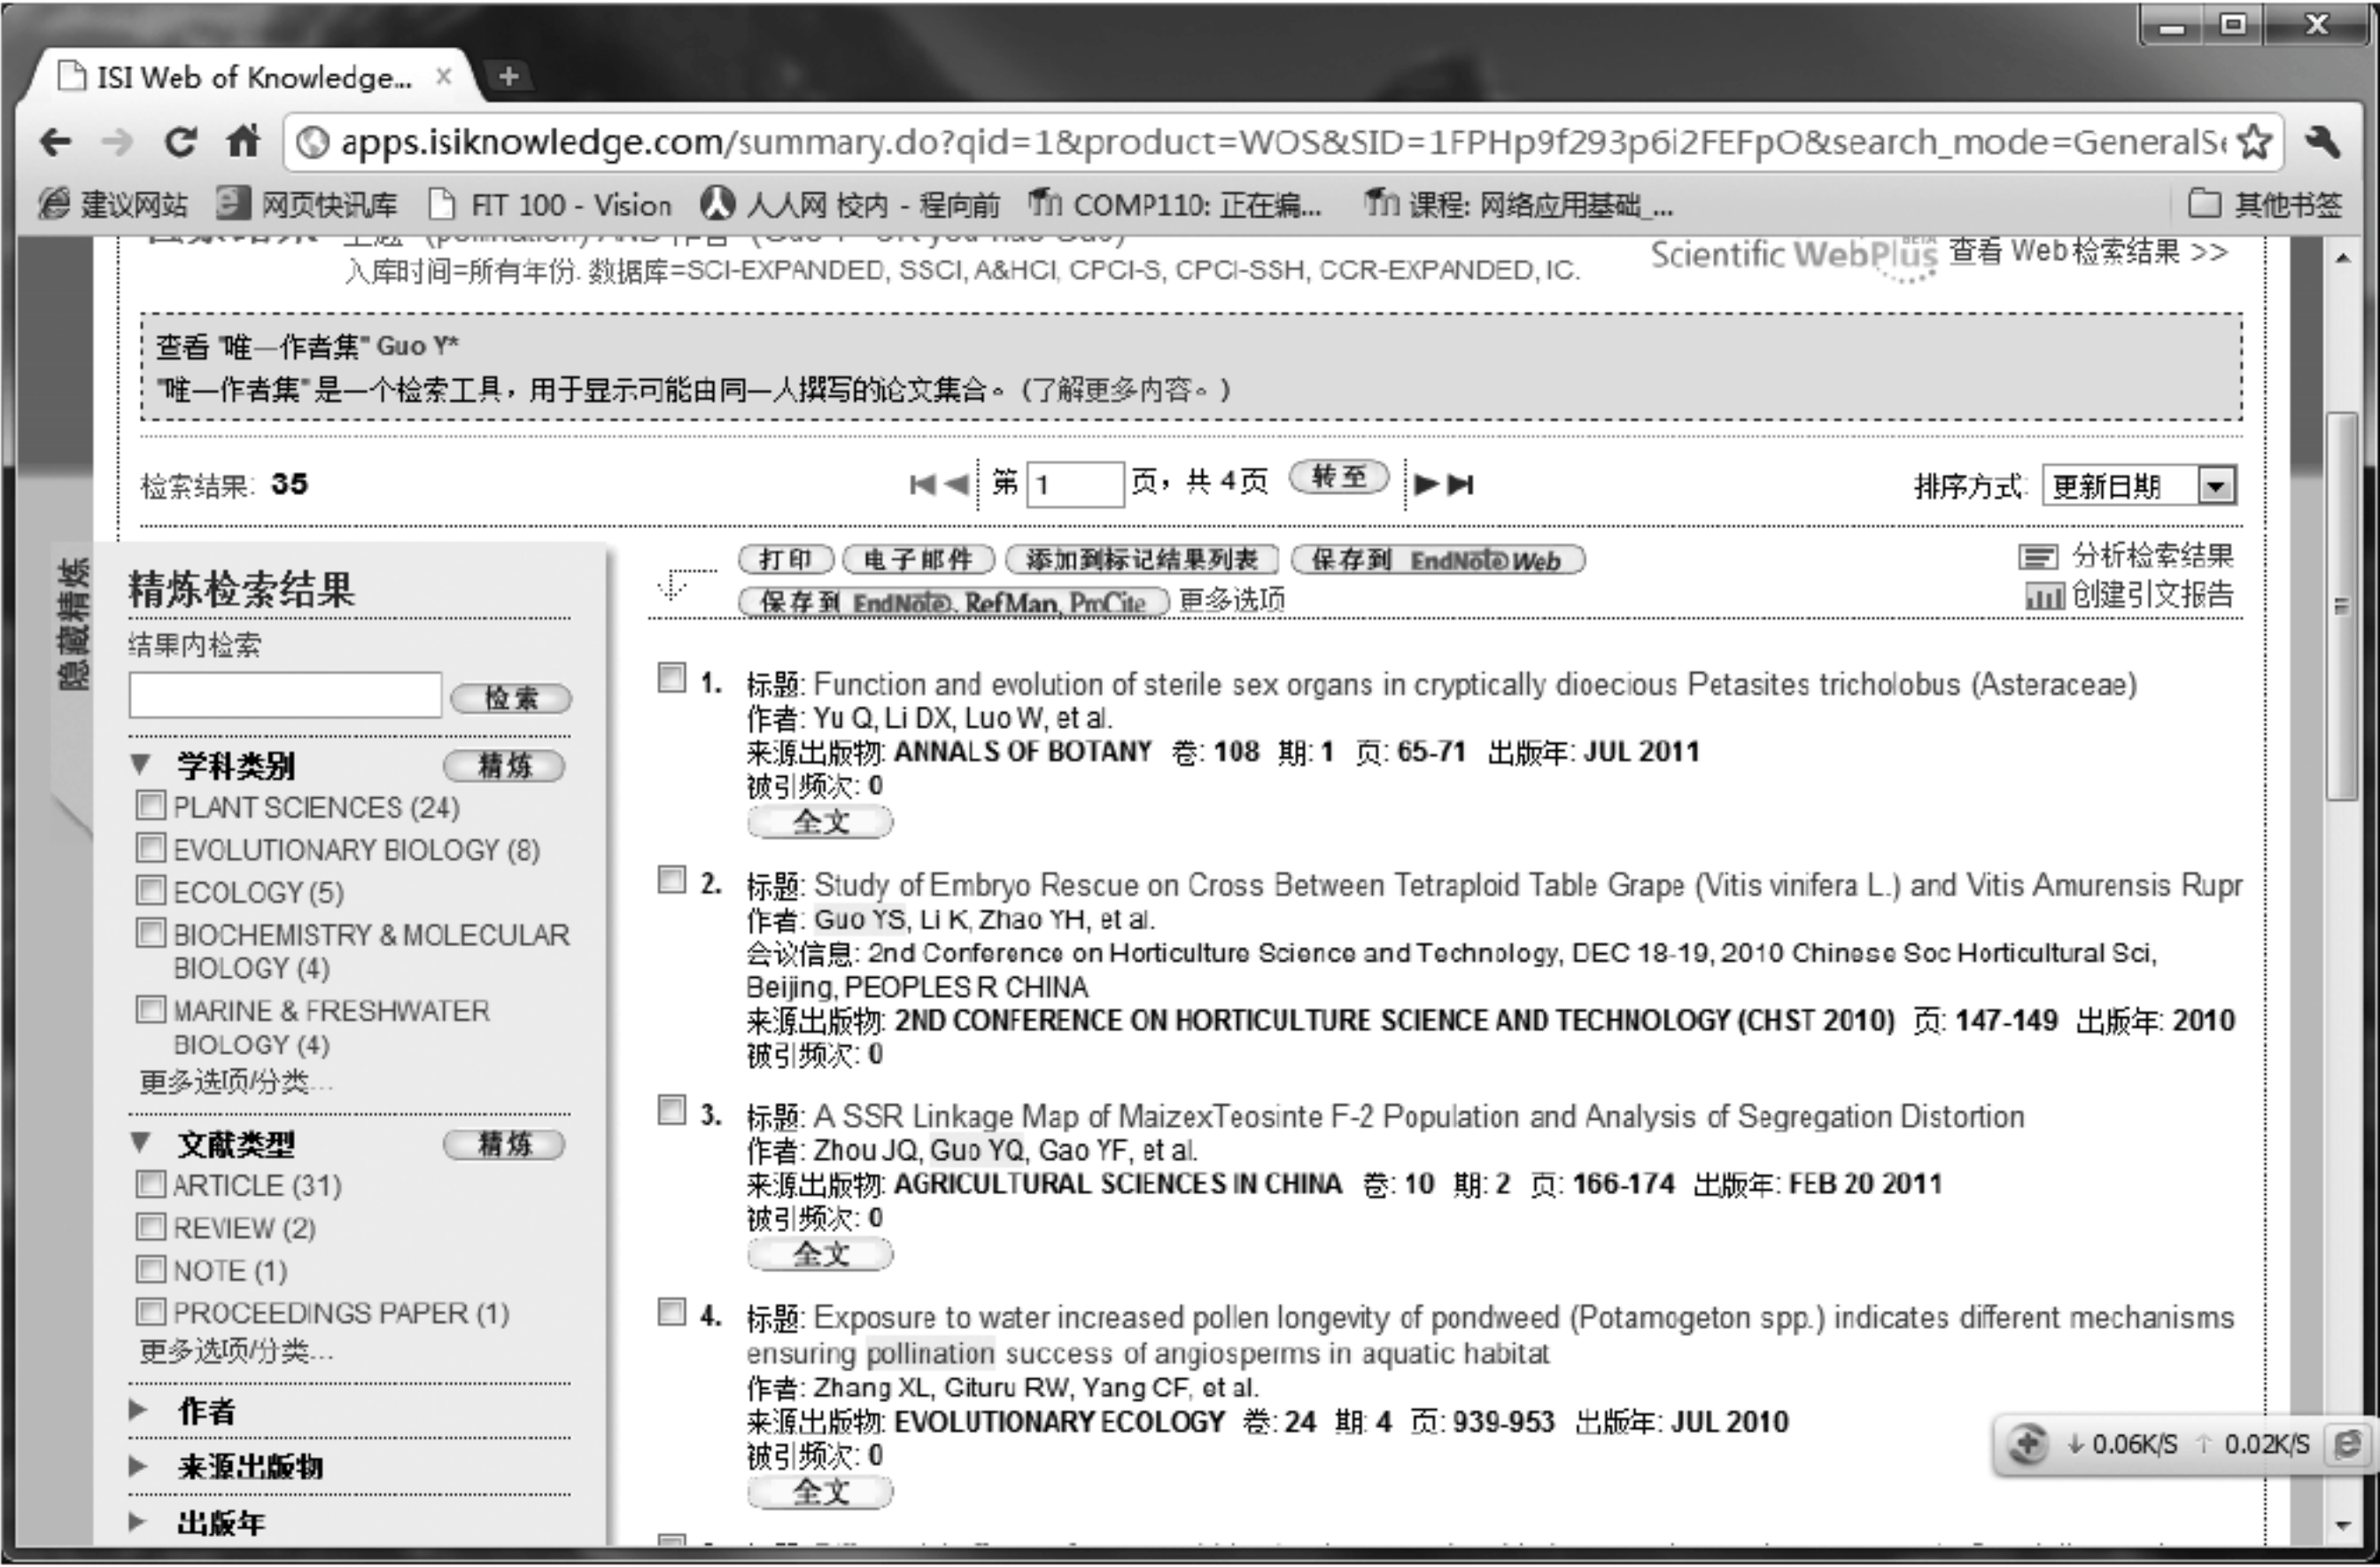 ISI Web of Knowledge...
apps.isiknowledge.com/summary.do?qid=1&product=WOS&SID=1FPHp9f293p6i2FEFpO&search_mode=GeneralSe
建议网站 网页快讯库 FIT 100 - Vision 人人网 校内 - 程向前 COMP110: 正在编... 课程: 网络应用基础_... 其他书签
Scientific WebPlus BETA 查看 Web 检索结果 >>
入库时间=所有年份. 数据库=SCI-EXPANDED, SSCI, A&HCI, CPCI-S, CPCI-SSH, CCR-EXPANDED, IC.
查看 "唯一作者集" Guo Y*
"唯一作者集" 是一个检索工具，用于显示可能由同一人撰写的论文集合。(了解更多内容。)
检索结果: 35 第 1 页，共 4 页 转至 排序方式: 更新日期
隐藏精炼
精炼检索结果
结果内检索
检索
学科类别 精炼
PLANT SCIENCES (24)
EVOLUTIONARY BIOLOGY (8)
ECOLOGY (5)
BIOCHEMISTRY & MOLECULAR
BIOLOGY (4)
MARINE & FRESHWATER
BIOLOGY (4)
更多选项/分类...
文献类型 精炼
ARTICLE (31)
REVIEW (2)
NOTE (1)
PROCEEDINGS PAPER (1)
更多选项/分类...
作者
来源出版物
出版年
打印 电子邮件 添加到标记结果列表 保存到 EndNote Web 分析检索结果
保存到 EndNote, RefMan, ProCite 更多选项 创建引文报告
1. 标题: Function and evolution of sterile sex organs in cryptically dioecious Petasites tricholobus (Asteraceae)
作者: Yu Q, Li DX, Luo W, et al.
来源出版物: ANNALS OF BOTANY 卷: 108 期: 1 页: 65-71 出版年: JUL 2011
被引频次: 0
全文
2. 标题: Study of Embryo Rescue on Cross Between Tetraploid Table Grape (Vitis vinifera L.) and Vitis Amurensis Rupr
作者: Guo YS, Li K, Zhao YH, et al.
会议信息: 2nd Conference on Horticulture Science and Technology, DEC 18-19, 2010 Chinese Soc Horticultural Sci,
Beijing, PEOPLES R CHINA
来源出版物: 2ND CONFERENCE ON HORTICULTURE SCIENCE AND TECHNOLOGY (CHST 2010) 页: 147-149 出版年: 2010
被引频次: 0
3. 标题: A SSR Linkage Map of MaizexTeosinte F-2 Population and Analysis of Segregation Distortion
作者: Zhou JQ, Guo YQ, Gao YF, et al.
来源出版物: AGRICULTURAL SCIENCES IN CHINA 卷: 10 期: 2 页: 166-174 出版年: FEB 20 2011
被引频次: 0
全文
4. 标题: Exposure to water increased pollen longevity of pondweed (Potamogeton spp.) indicates different mechanisms
ensuring pollination success of angiosperms in aquatic habitat
作者: Zhang XL, Gituru RW, Yang CF, et al.
来源出版物: EVOLUTIONARY ECOLOGY 卷: 24 期: 4 页: 939-953 出版年: JUL 2010
被引频次: 0
全文
↓ 0.06K/S ↑ 0.02K/S